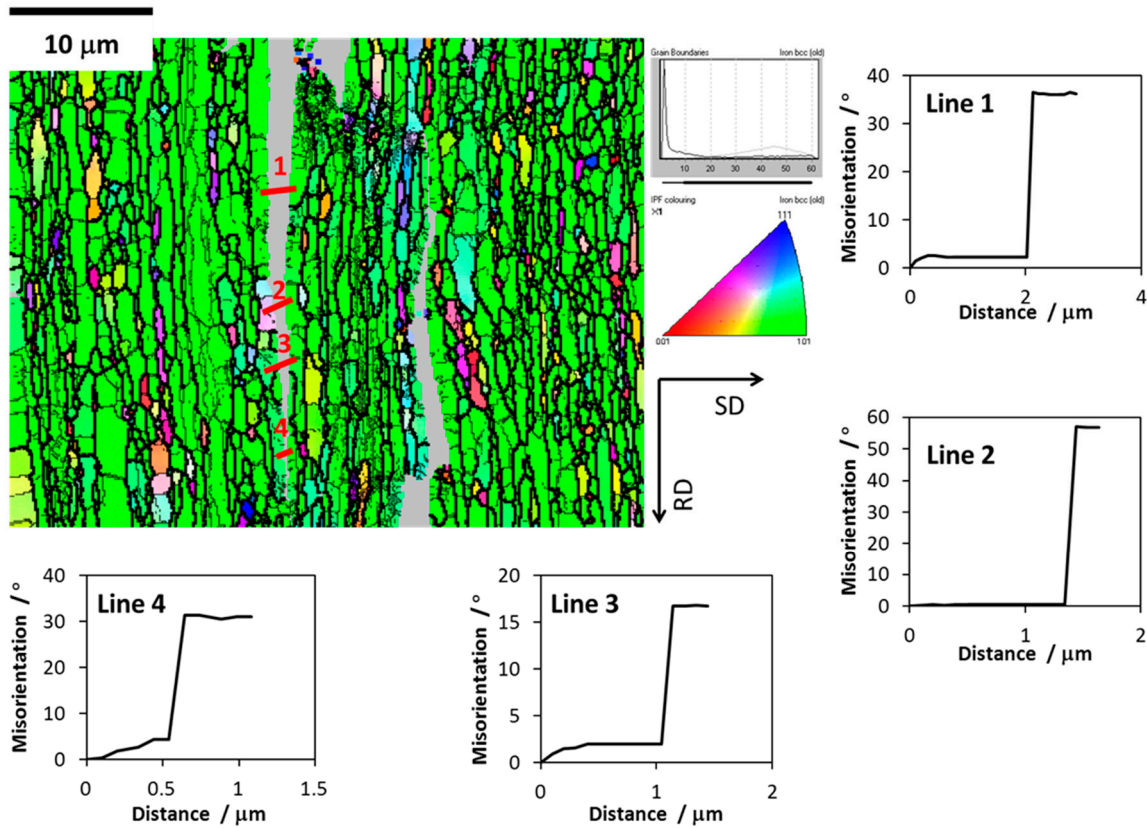 10 μm
1
2
3
4
Grain Boundaries Iron bcc (old)
10 20 30 40 50 60
IPF colouring Iron bcc (old)
111
001 101
SD
RD
Line 1
Misorientation / °
40
30
20
10
0
0 2 4
Distance / μm
Line 2
Misorientation / °
60
50
40
30
20
10
0
0 1 2
Distance / μm
Line 4
Misorientation / °
40
30
20
10
0
0 0.5 1 1.5
Distance / μm
Line 3
Misorientation / °
20
15
10
5
0
0 1 2
Distance / μm